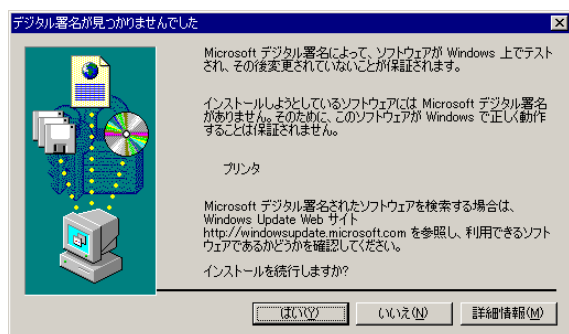 デジタル署名が見つかりませんでした
Microsoft デジタル署名によって、ソフトウェアが Windows 上でテスト
され、その後変更されていないことが保証されます。
インストールしようとしているソフトウェアには Microsoft デジタル署名
がありません。そのために、このソフトウェアが Windows で正しく動作
することは保証されません。
プリンタ
Microsoft デジタル署名されたソフトウェアを検索する場合は、
Windows Update Web サイト
http://windowsupdate.microsoft.com を参照し、利用できるソフト
ウェアであるかどうかを確認してください。
インストールを続行しますか?
はい(Y) いいえ(N) 詳細情報(M)